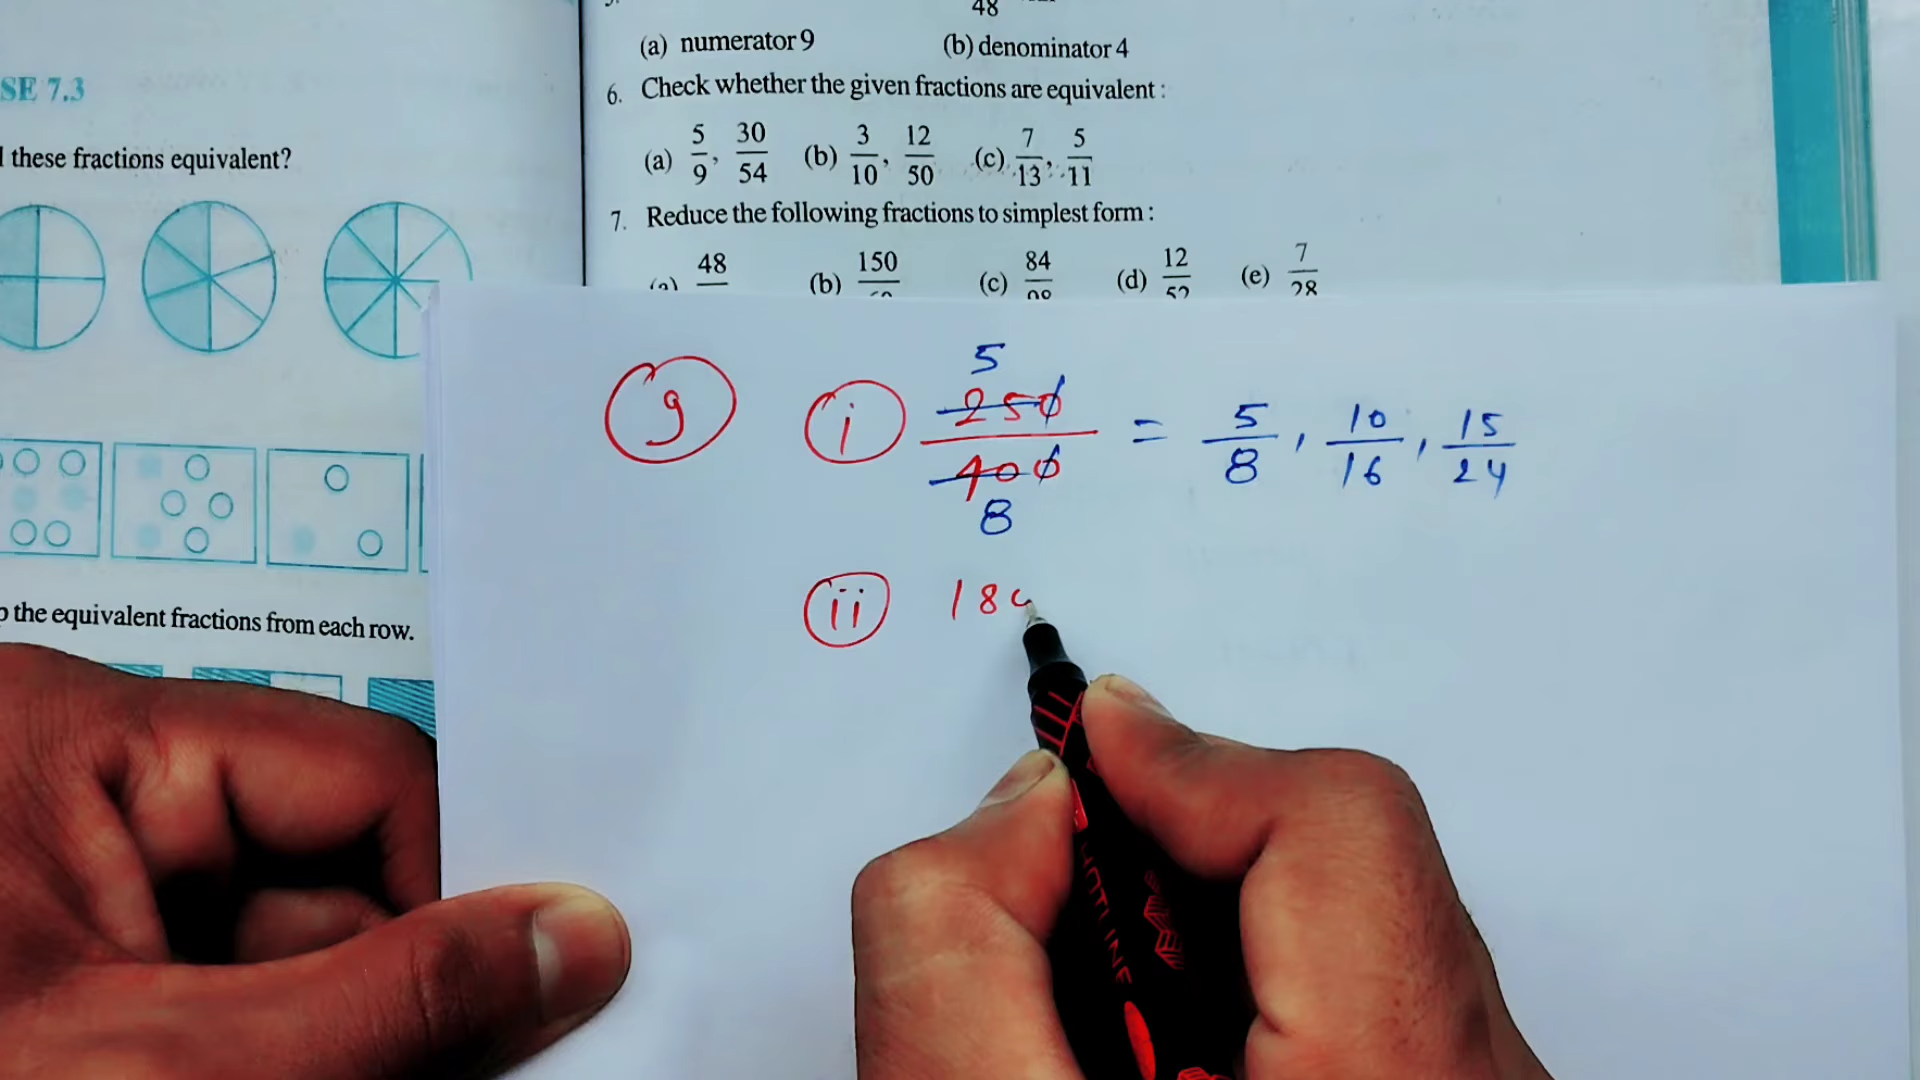 SE 7.3
these fractions equivalent?
the equivalent fractions from each row.
48
(a) numerator 9 (b) denominator 4
6. Check whether the given fractions are equivalent :
(a) 5/9, 30/54 (b) 3/10, 12/50 (c) 7/13, 5/11
7. Reduce the following fractions to simplest form :
(a) 48 (b) 150 (c) 84 (d) 12/52 (e) 7/28
9 i 5 250/400 8 = 5/8, 10/16, 15/24
ii 18
HOTLINE